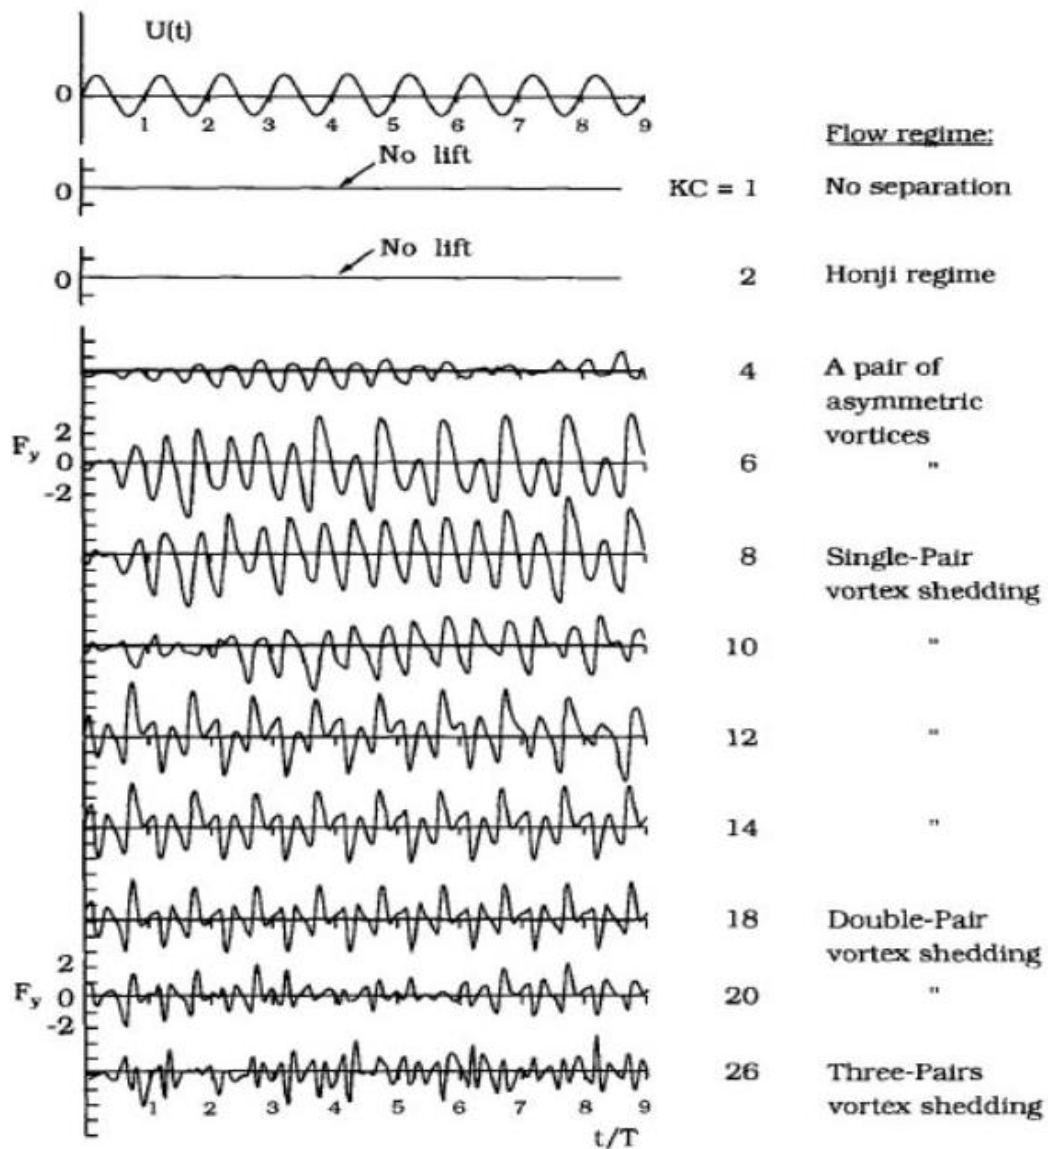 U(t)
0
1 2 3 4 5 6 7 8 9
Flow regime:
No lift
0
KC = 1 No separation
No lift
0
2 Honji regime
4 A pair of
asymmetric
vortices
2
F_y 0
-2
6 "
8 Single-Pair
vortex shedding
10 "
12 "
14 "
18 Double-Pair
vortex shedding
2
F_y 0
-2
20 "
26 Three-Pairs
vortex shedding
1 2 3 4 5 6 7 8 9
t/T